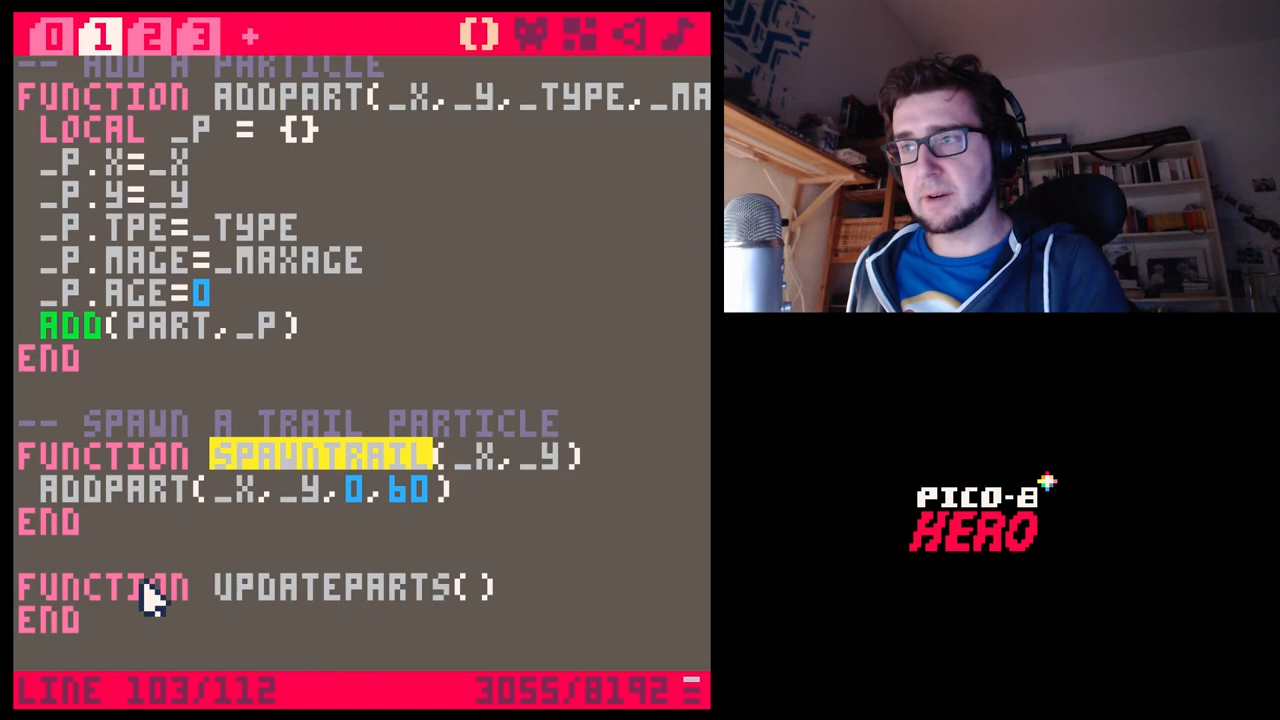 0 1 2 3 +
-- ADD A PARTICLE
FUNCTION ADDPART(_X,_Y,_TYPE,_MA
LOCAL _P = {}
_P.X=_X
_P.Y=_Y
_P.TPE=_TYPE
_P.MAGE=_MAXAGE
_P.AGE=0
ADD(PART,_P)
END
-- SPAWN A TRAIL PARTICLE
FUNCTION SPAWNTRAIL(_X,_Y)
ADDPART(_X,_Y,0,60)
END
FUNCTION UPDATEPARTS()
END
LINE 103/112 3055/8192
PICO-8
HERO